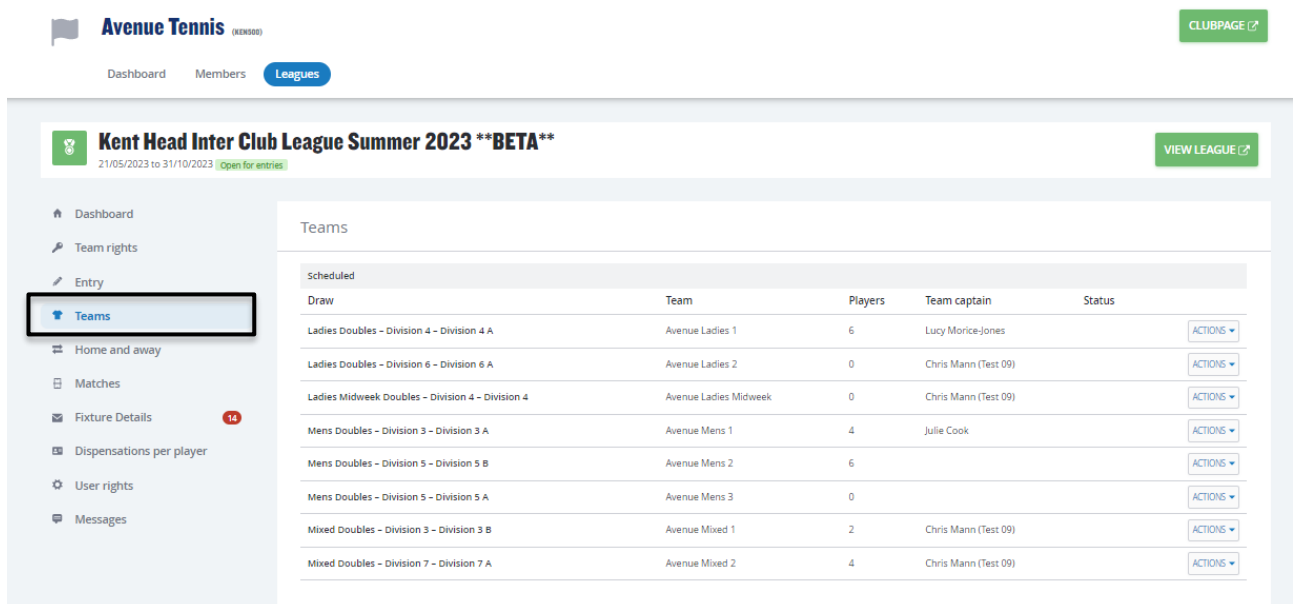 Avenue Tennis (KEN500)
CLUBPAGE
Dashboard Members Leagues
Kent Head Inter Club League Summer 2023 **BETA**
21/05/2023 to 31/10/2023 Open for entries
VIEW LEAGUE
Dashboard
Team rights
Entry
Teams
Home and away
Matches
Fixture Details 14
Dispensations per player
User rights
Messages
Teams
Scheduled
Draw Team Players Team captain Status
Ladies Doubles – Division 4 – Division 4 A Avenue Ladies 1 6 Lucy Morice-Jones ACTIONS
Ladies Doubles – Division 6 – Division 6 A Avenue Ladies 2 0 Chris Mann (Test 09) ACTIONS
Ladies Midweek Doubles – Division 4 – Division 4 Avenue Ladies Midweek 0 Chris Mann (Test 09) ACTIONS
Mens Doubles – Division 3 – Division 3 A Avenue Mens 1 4 Julie Cook ACTIONS
Mens Doubles – Division 5 – Division 5 B Avenue Mens 2 6 ACTIONS
Mens Doubles – Division 5 – Division 5 A Avenue Mens 3 0 ACTIONS
Mixed Doubles – Division 3 – Division 3 B Avenue Mixed 1 2 Chris Mann (Test 09) ACTIONS
Mixed Doubles – Division 7 – Division 7 A Avenue Mixed 2 4 Chris Mann (Test 09) ACTIONS